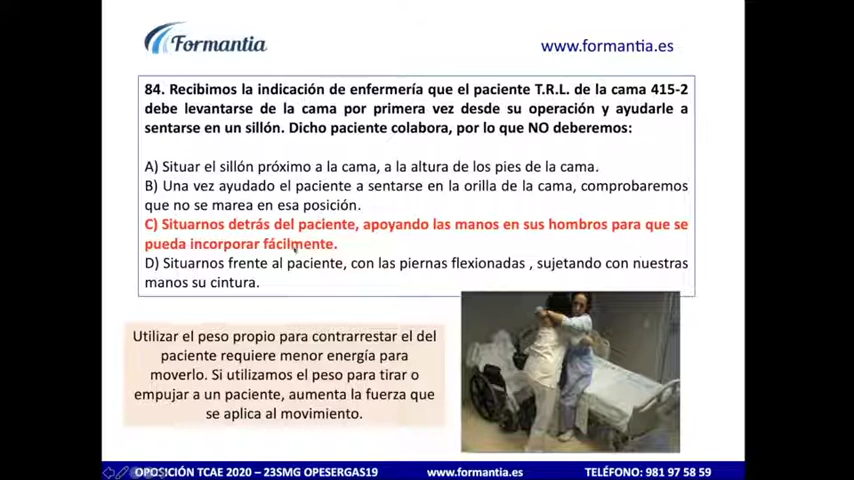 Formantia
www.formantia.es
84. Recibimos la indicación de enfermería que el paciente T.R.L. de la cama 415-2
debe levantarse de la cama por primera vez desde su operación y ayudarle a
sentarse en un sillón. Dicho paciente colabora, por lo que NO deberemos:
A) Situar el sillón próximo a la cama, a la altura de los pies de la cama.
B) Una vez ayudado el paciente a sentarse en la orilla de la cama, comprobaremos
que no se marea en esa posición.
C) Situarnos detrás del paciente, apoyando las manos en sus hombros para que se
pueda incorporar fácilmente.
D) Situarnos frente al paciente, con las piernas flexionadas , sujetando con nuestras
manos su cintura.
Utilizar el peso propio para contrarrestar el del
paciente requiere menor energía para
moverlo. Si utilizamos el peso para tirar o
empujar a un paciente, aumenta la fuerza que
se aplica al movimiento.
OPOSICIÓN TCAE 2020 – 23SMG OPESERGAS19
www.formantia.es
TELÉFONO: 981 97 58 59